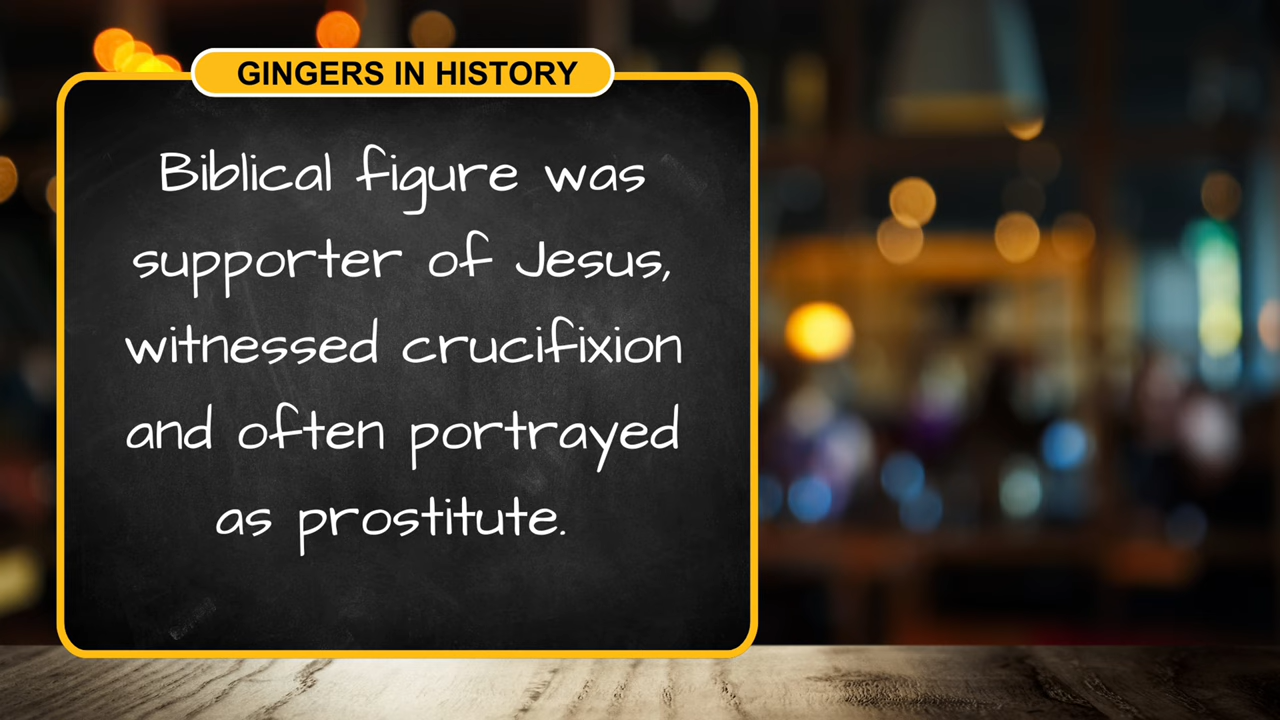 GINGERS IN HISTORY
Biblical figure was
supporter of Jesus,
witnessed crucifixion
and often portrayed
as prostitute.